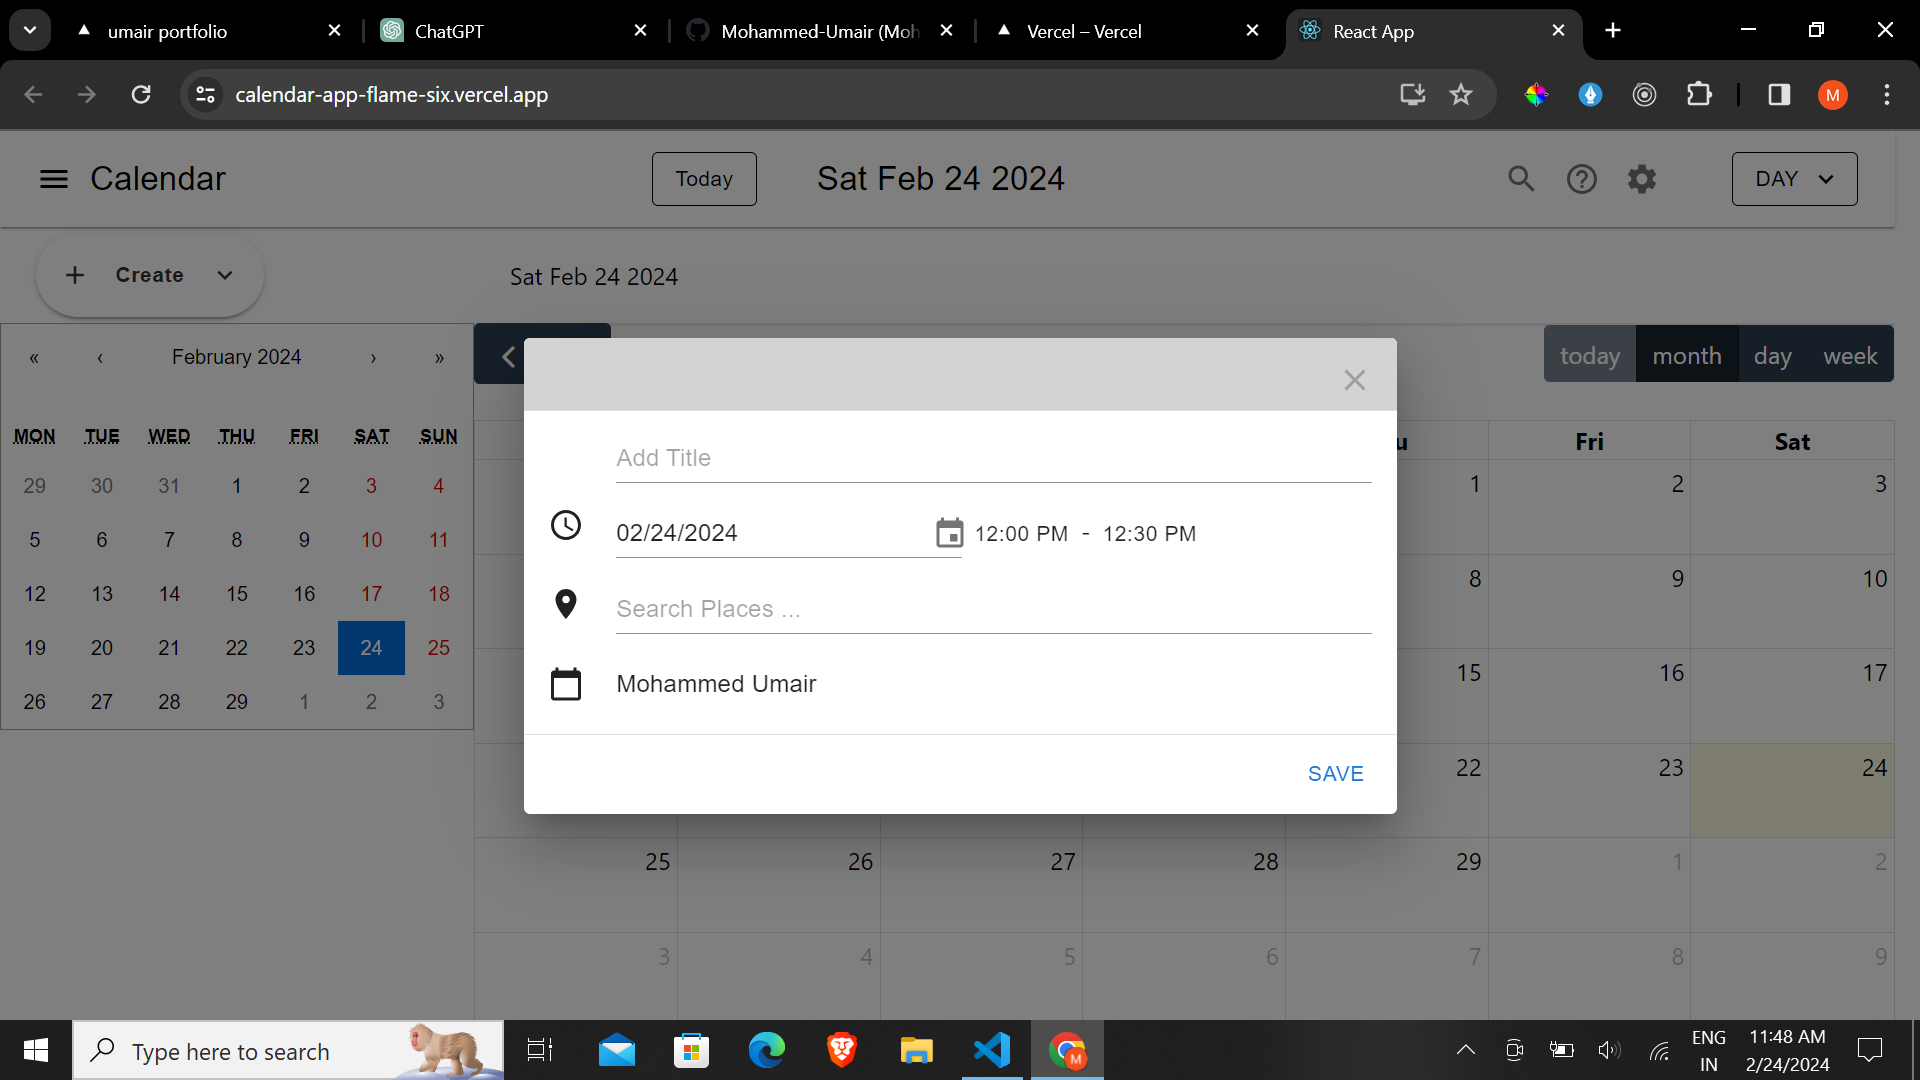 umair portfolio
ChatGPT
Mohammed-Umair (Moh
Vercel – Vercel
React App
calendar-app-flame-six.vercel.app
M
Calendar
Today
Sat Feb 24 2024
DAY
Create
Sat Feb 24 2024
« ‹ February 2024 › »
MON TUE WED THU FRI SAT SUN
29 30 31 1 2 3 4
5 6 7 8 9 10 11
12 13 14 15 16 17 18
19 20 21 22 23 24 25
26 27 28 29 1 2 3
today month day week
u Fri Sat
1 2 3
8 9 10
15 16 17
22 23 24
25 26 27 28 29 1 2
3 4 5 6 7 8 9
Add Title
02/24/2024 12:00 PM - 12:30 PM
Search Places ...
Mohammed Umair
SAVE
Type here to search
M
ENG
IN
11:48 AM
2/24/2024